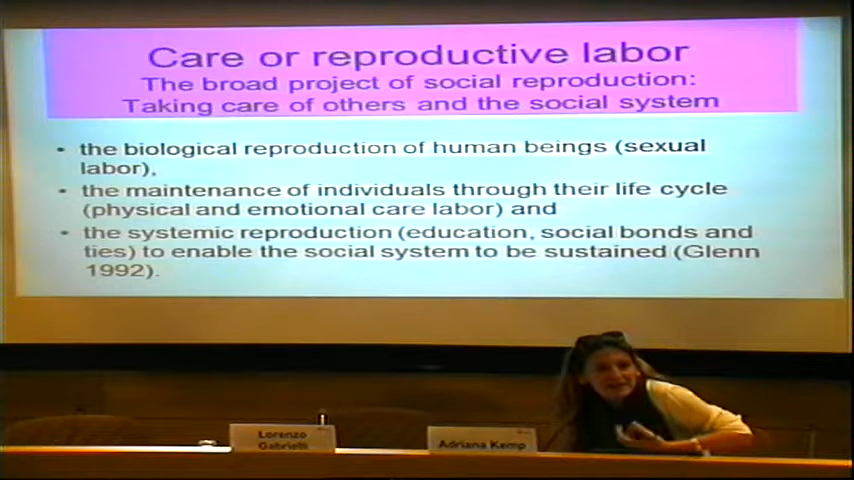 Care or reproductive labor
The broad project of social reproduction:
Taking care of others and the social system
• the biological reproduction of human beings (sexual
labor),
• the maintenance of individuals through their life cycle
(physical and emotional care labor) and
• the systemic reproduction (education, social bonds and
ties) to enable the social system to be sustained (Glenn
1992).
Lorenzo
Gabrielli
Adriana Kemp